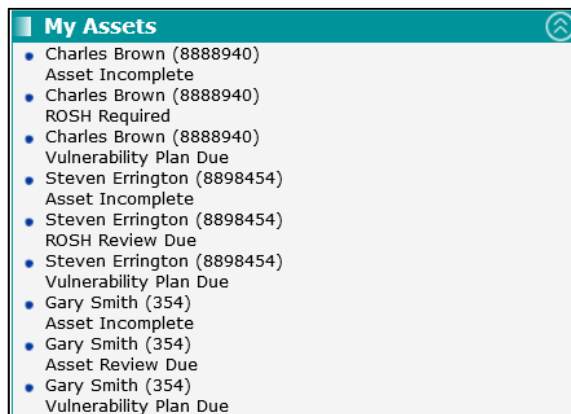 My Assets
Charles Brown (8888940)
Asset Incomplete
Charles Brown (8888940)
ROSH Required
Charles Brown (8888940)
Vulnerability Plan Due
Steven Errington (8898454)
Asset Incomplete
Steven Errington (8898454)
ROSH Review Due
Steven Errington (8898454)
Vulnerability Plan Due
Gary Smith (354)
Asset Incomplete
Gary Smith (354)
Asset Review Due
Gary Smith (354)
Vulnerability Plan Due